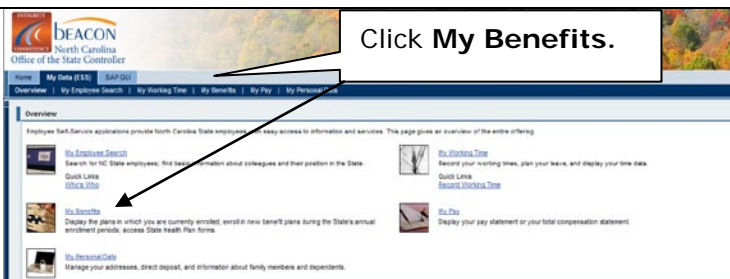 INTEGRITY
BEACON
CONSISTENCY North Carolina
Office of the State Controller
Click My Benefits.
Home My Data (ESS) SAP GUI
Overview | My Employee Search | My Working Time | My Benefits | My Pay | My Personal Data
Overview
Employee Self-Service applications provide North Carolina State employees with easy access to information and services. This page gives an overview of the entire offering.
My Employee Search
Search for NC State employees; find basic information about colleagues and their position in the State.
Quick Links
Who's Who
My Working Time
Record your working times, plan your leave, and display your time data.
Quick Links
Record Working Time
My Benefits
Display the plans in which you are currently enrolled; enroll in new benefit plans during the State's annual
enrollment periods; access State Health Plan forms.
My Pay
Display your pay statement or your total compensation statement.
My Personal Data
Manage your addresses, direct deposit, and information about family members and dependents.